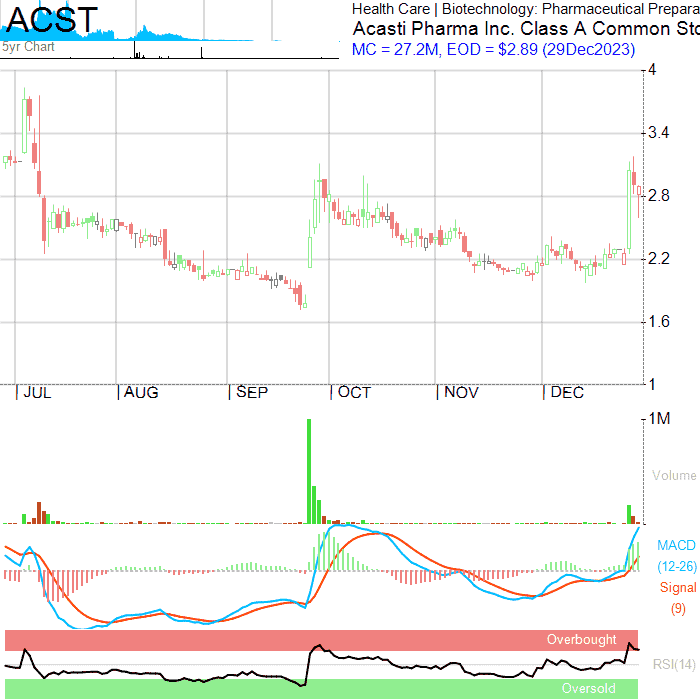 ACST
5yr Chart
Health Care | Biotechnology: Pharmaceutical Prepara
Acasti Pharma Inc. Class A Common Sto
MC = 27.2M, EOD = $2.89 (29Dec2023)
4
3.4
2.8
2.2
1.6
1
JUL AUG SEP OCT NOV DEC
1M
Volume
MACD
(12-26)
Signal
(9)
Overbought
RSI(14)
Oversold